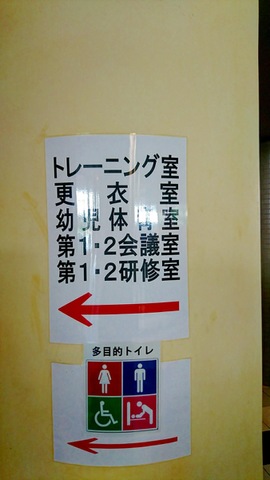 トレーニング室
更衣室
幼児体育室
第1・2会議室
第1・2研修室
多目的トイレ